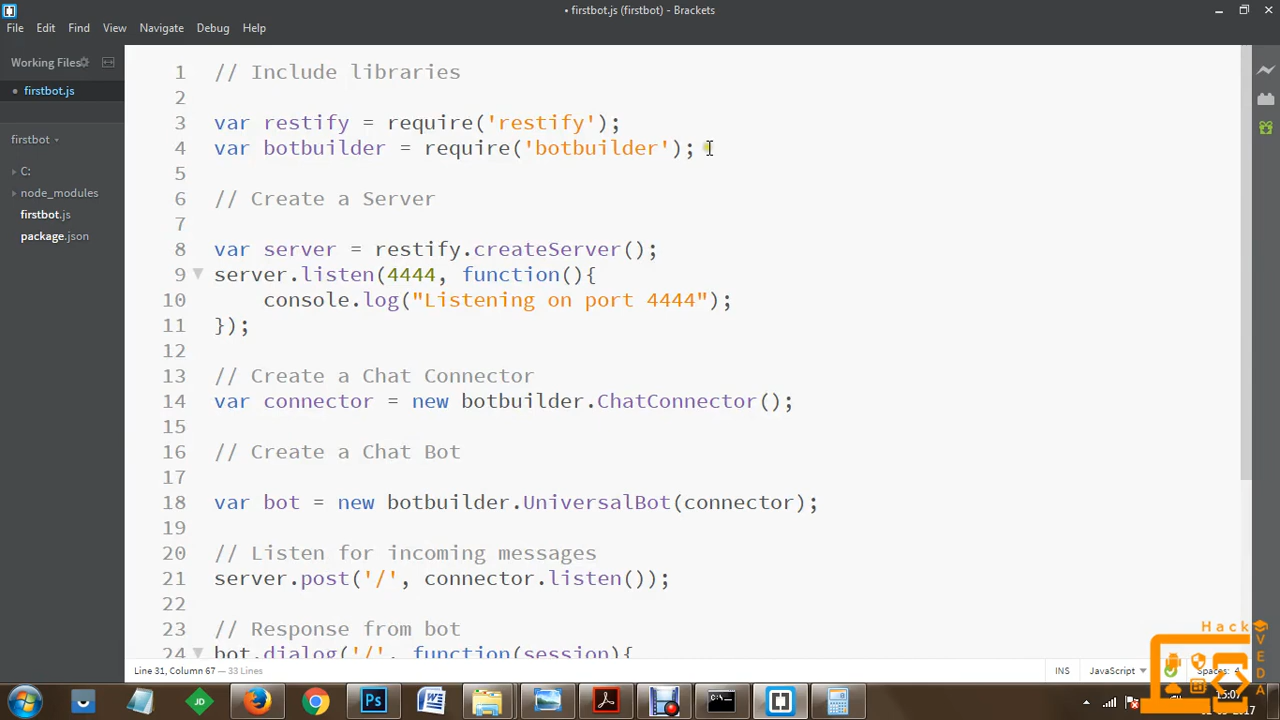 • firstbot.js (firstbot) - Brackets
File Edit Find View Navigate Debug Help
Working Files
• firstbot.js
firstbot
C:
node_modules
firstbot.js
package.json
1 // Include libraries
2
3 var restify = require('restify');
4 var botbuilder = require('botbuilder');
5
6 // Create a Server
7
8 var server = restify.createServer();
9 server.listen(4444, function(){
10 console.log("Listening on port 4444");
11 });
12
13 // Create a Chat Connector
14 var connector = new botbuilder.ChatConnector();
15
16 // Create a Chat Bot
17
18 var bot = new botbuilder.UniversalBot(connector);
19
20 // Listen for incoming messages
21 server.post('/', connector.listen());
22
23 // Response from bot
24 bot.dialog('/', function(session){
Line 31, Column 67 — 33 Lines
INS JavaScript Spaces: 4
Hack
VEDA
JD